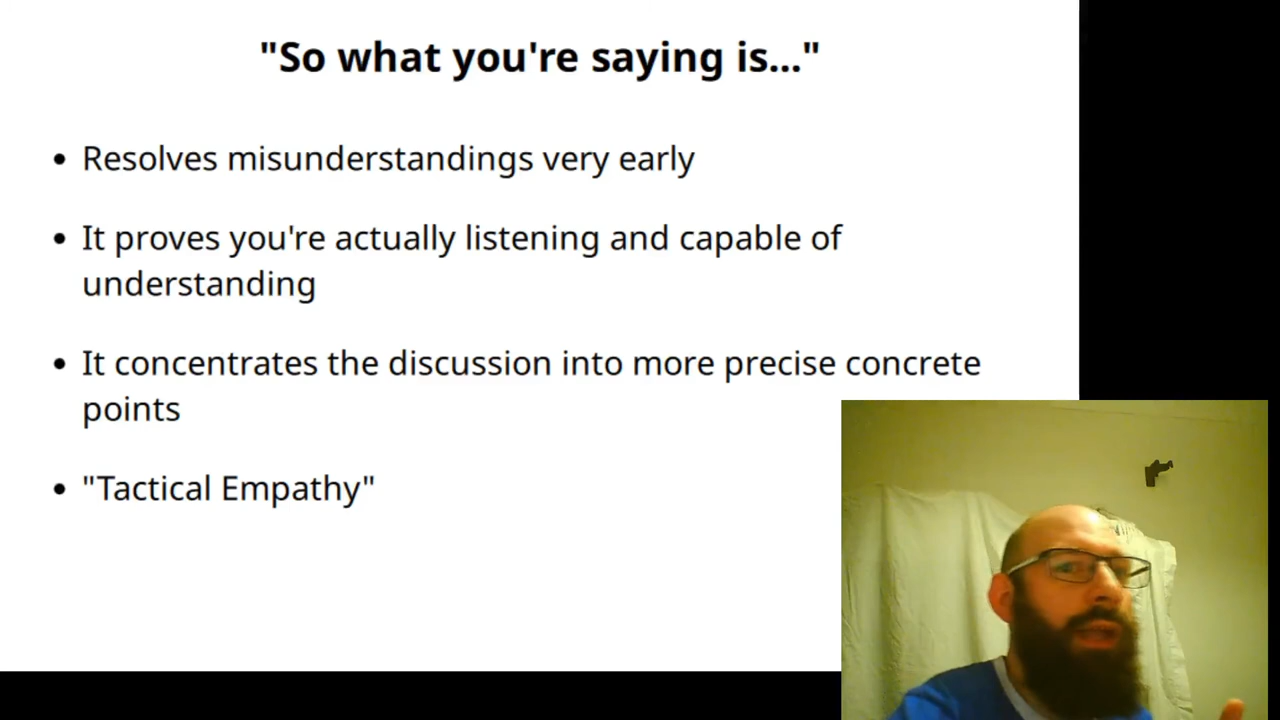 "So what you're saying is..."
• Resolves misunderstandings very early
• It proves you're actually listening and capable of
understanding
• It concentrates the discussion into more precise concrete
points
• "Tactical Empathy"